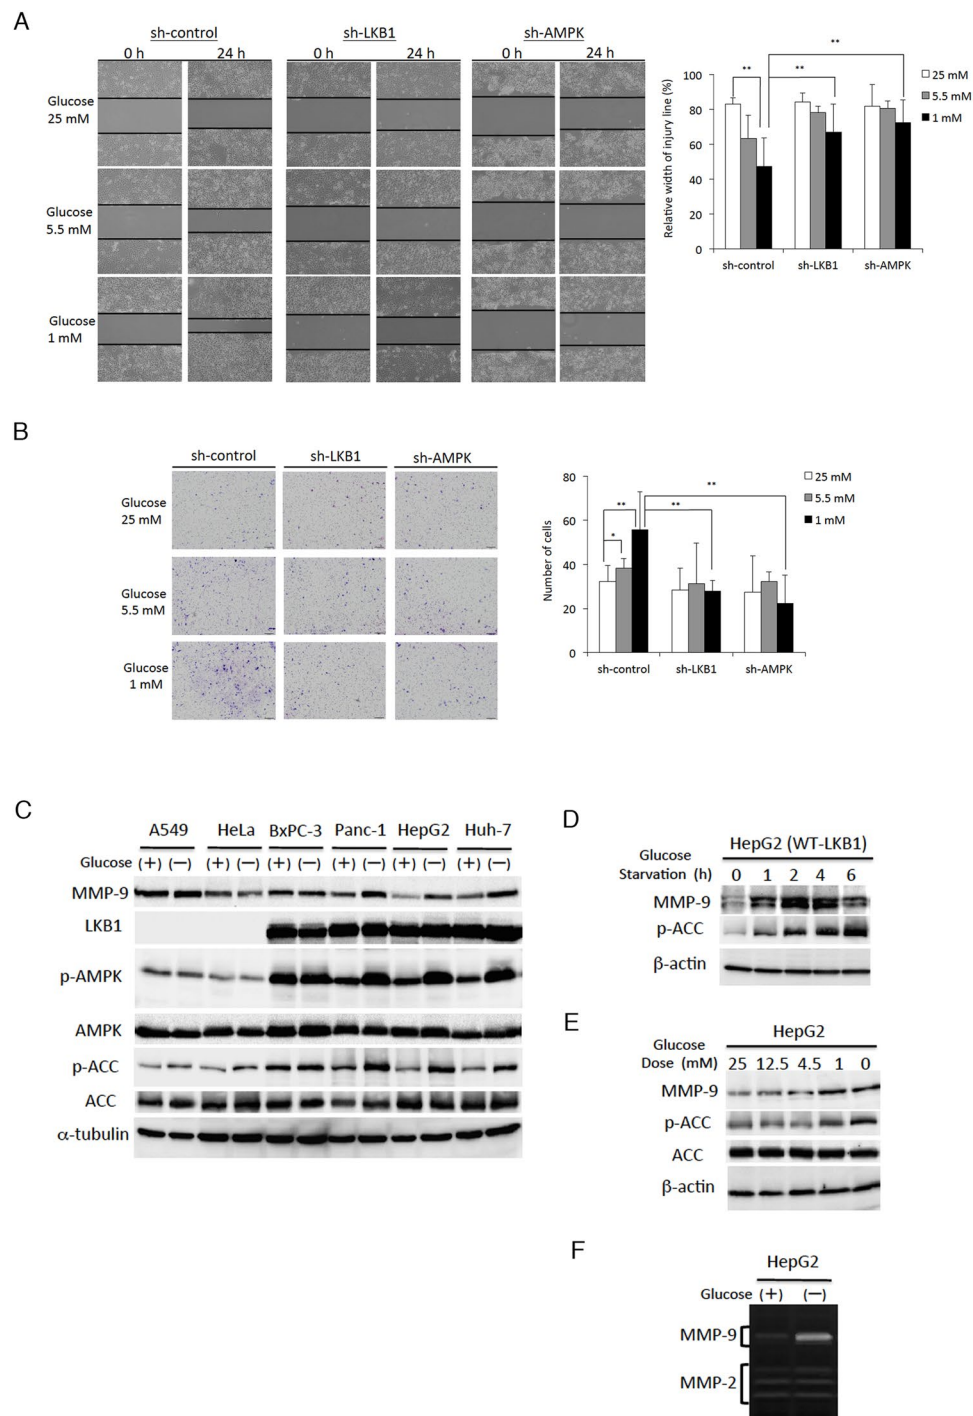 A
sh-control sh-LKB1 sh-AMPK
0 h 24 h 0 h 24 h 0 h 24 h
Glucose
25 mM
Glucose
5.5 mM
Glucose
1 mM
Relative width of injury line (%)
100
80
60
40
20
0
** ** **
25 mM
5.5 mM
1 mM
sh-control sh-LKB1 sh-AMPK
B
sh-control sh-LKB1 sh-AMPK
Glucose
25 mM
Glucose
5.5 mM
Glucose
1 mM
Number of cells
80
60
40
20
0
* ** ** **
25 mM
5.5 mM
1 mM
sh-control sh-LKB1 sh-AMPK
C
A549 HeLa BxPC-3 Panc-1 HepG2 Huh-7
Glucose (+) (−) (+) (−) (+) (−) (+) (−) (+) (−) (+) (−)
MMP-9
LKB1
p-AMPK
AMPK
p-ACC
ACC
α-tubulin
D
HepG2 (WT-LKB1)
Glucose
Starvation (h) 0 1 2 4 6
MMP-9
p-ACC
β-actin
E
HepG2
Glucose
Dose (mM) 25 12.5 4.5 1 0
MMP-9
p-ACC
ACC
β-actin
F
HepG2
Glucose (+) (−)
MMP-9
MMP-2